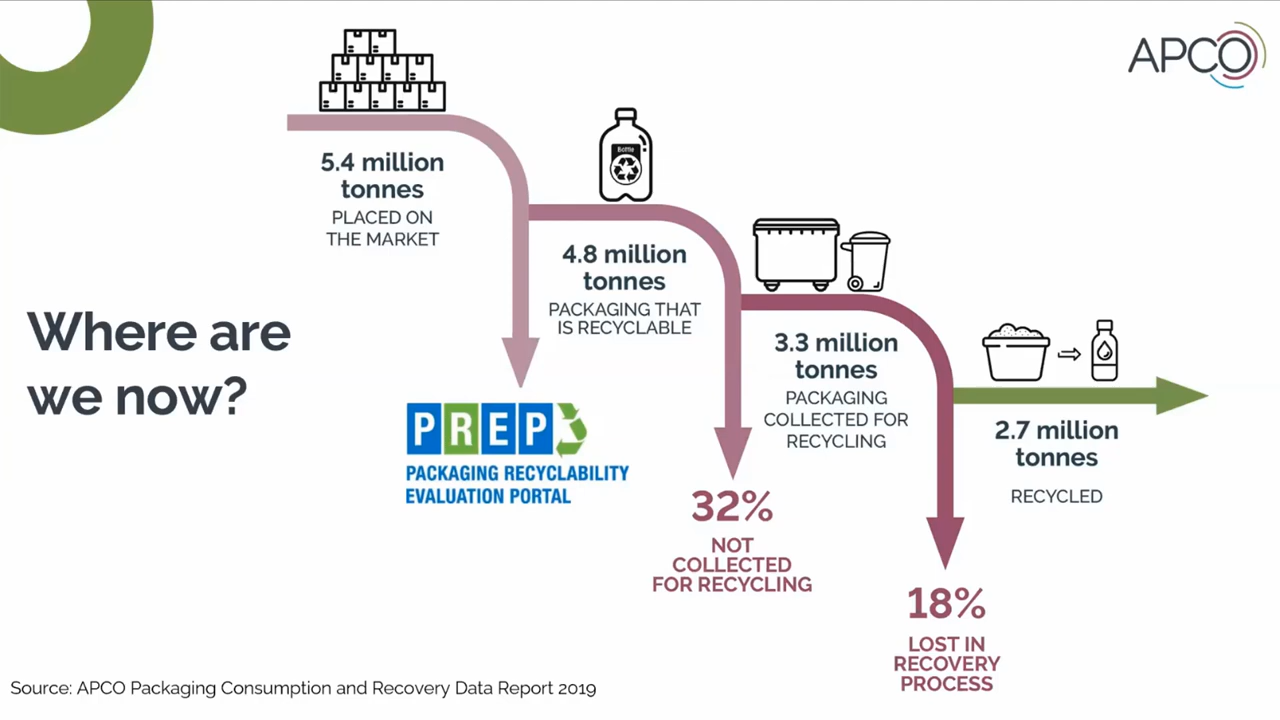 APCO
5.4 million
tonnes
PLACED ON
THE MARKET
Bottle
4.8 million
tonnes
PACKAGING THAT
IS RECYCLABLE
3.3 million
tonnes
PACKAGING
COLLECTED FOR
RECYCLING
2.7 million
tonnes
RECYCLED
Where are
we now?
PREP
PACKAGING RECYCLABILITY
EVALUATION PORTAL
32%
NOT
COLLECTED
FOR RECYCLING
18%
LOST IN
RECOVERY
PROCESS
Source: APCO Packaging Consumption and Recovery Data Report 2019